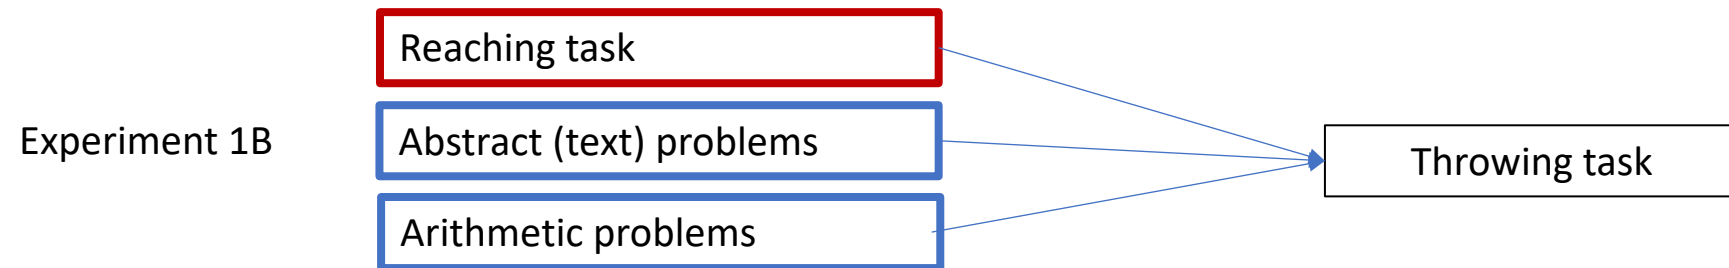 Reaching task
Experiment 1B
Abstract (text) problems
Throwing task
Arithmetic problems